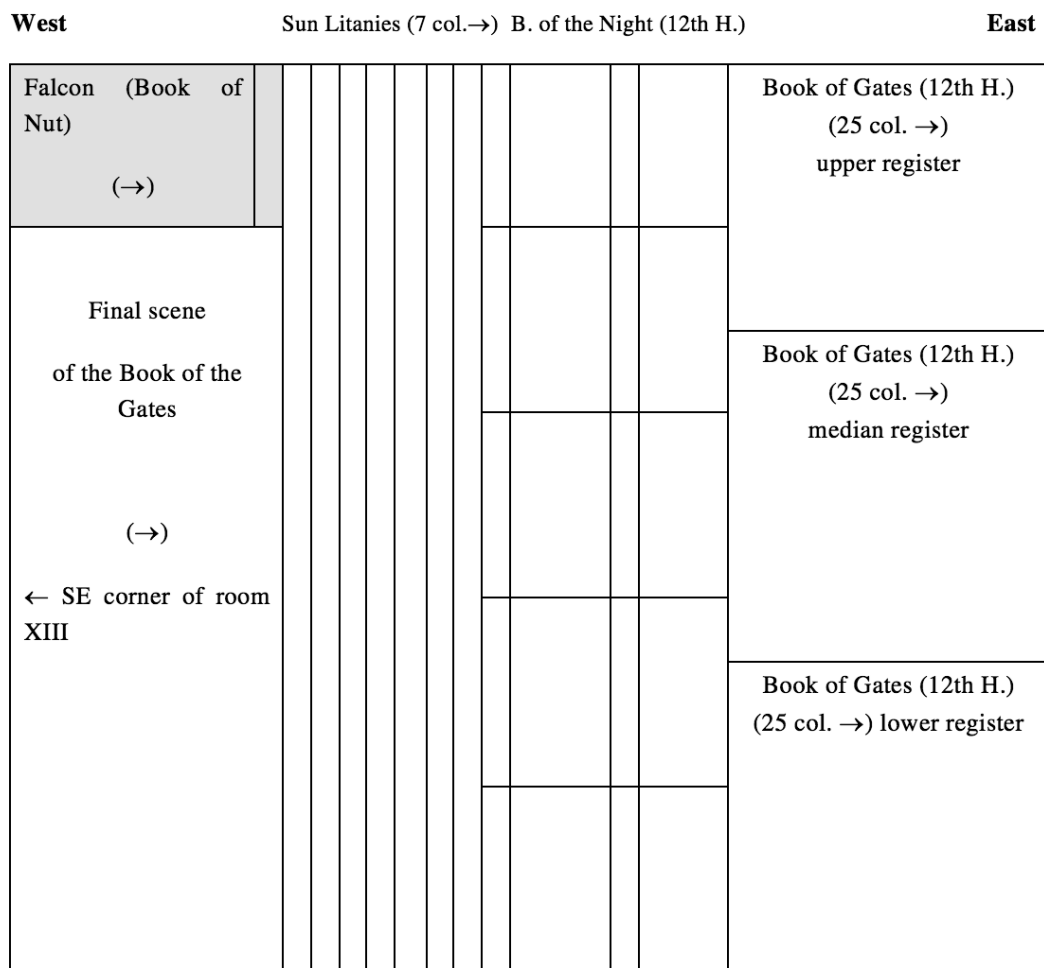 West Sun Litanies (7 col.→) B. of the Night (12th H.) East
Falcon (Book of
Nut)
(→)
Final scene
of the Book of the
Gates
(→)
← SE corner of room
XIII
Book of Gates (12th H.)
(25 col. →)
upper register
Book of Gates (12th H.)
(25 col. →)
median register
Book of Gates (12th H.)
(25 col. →) lower register